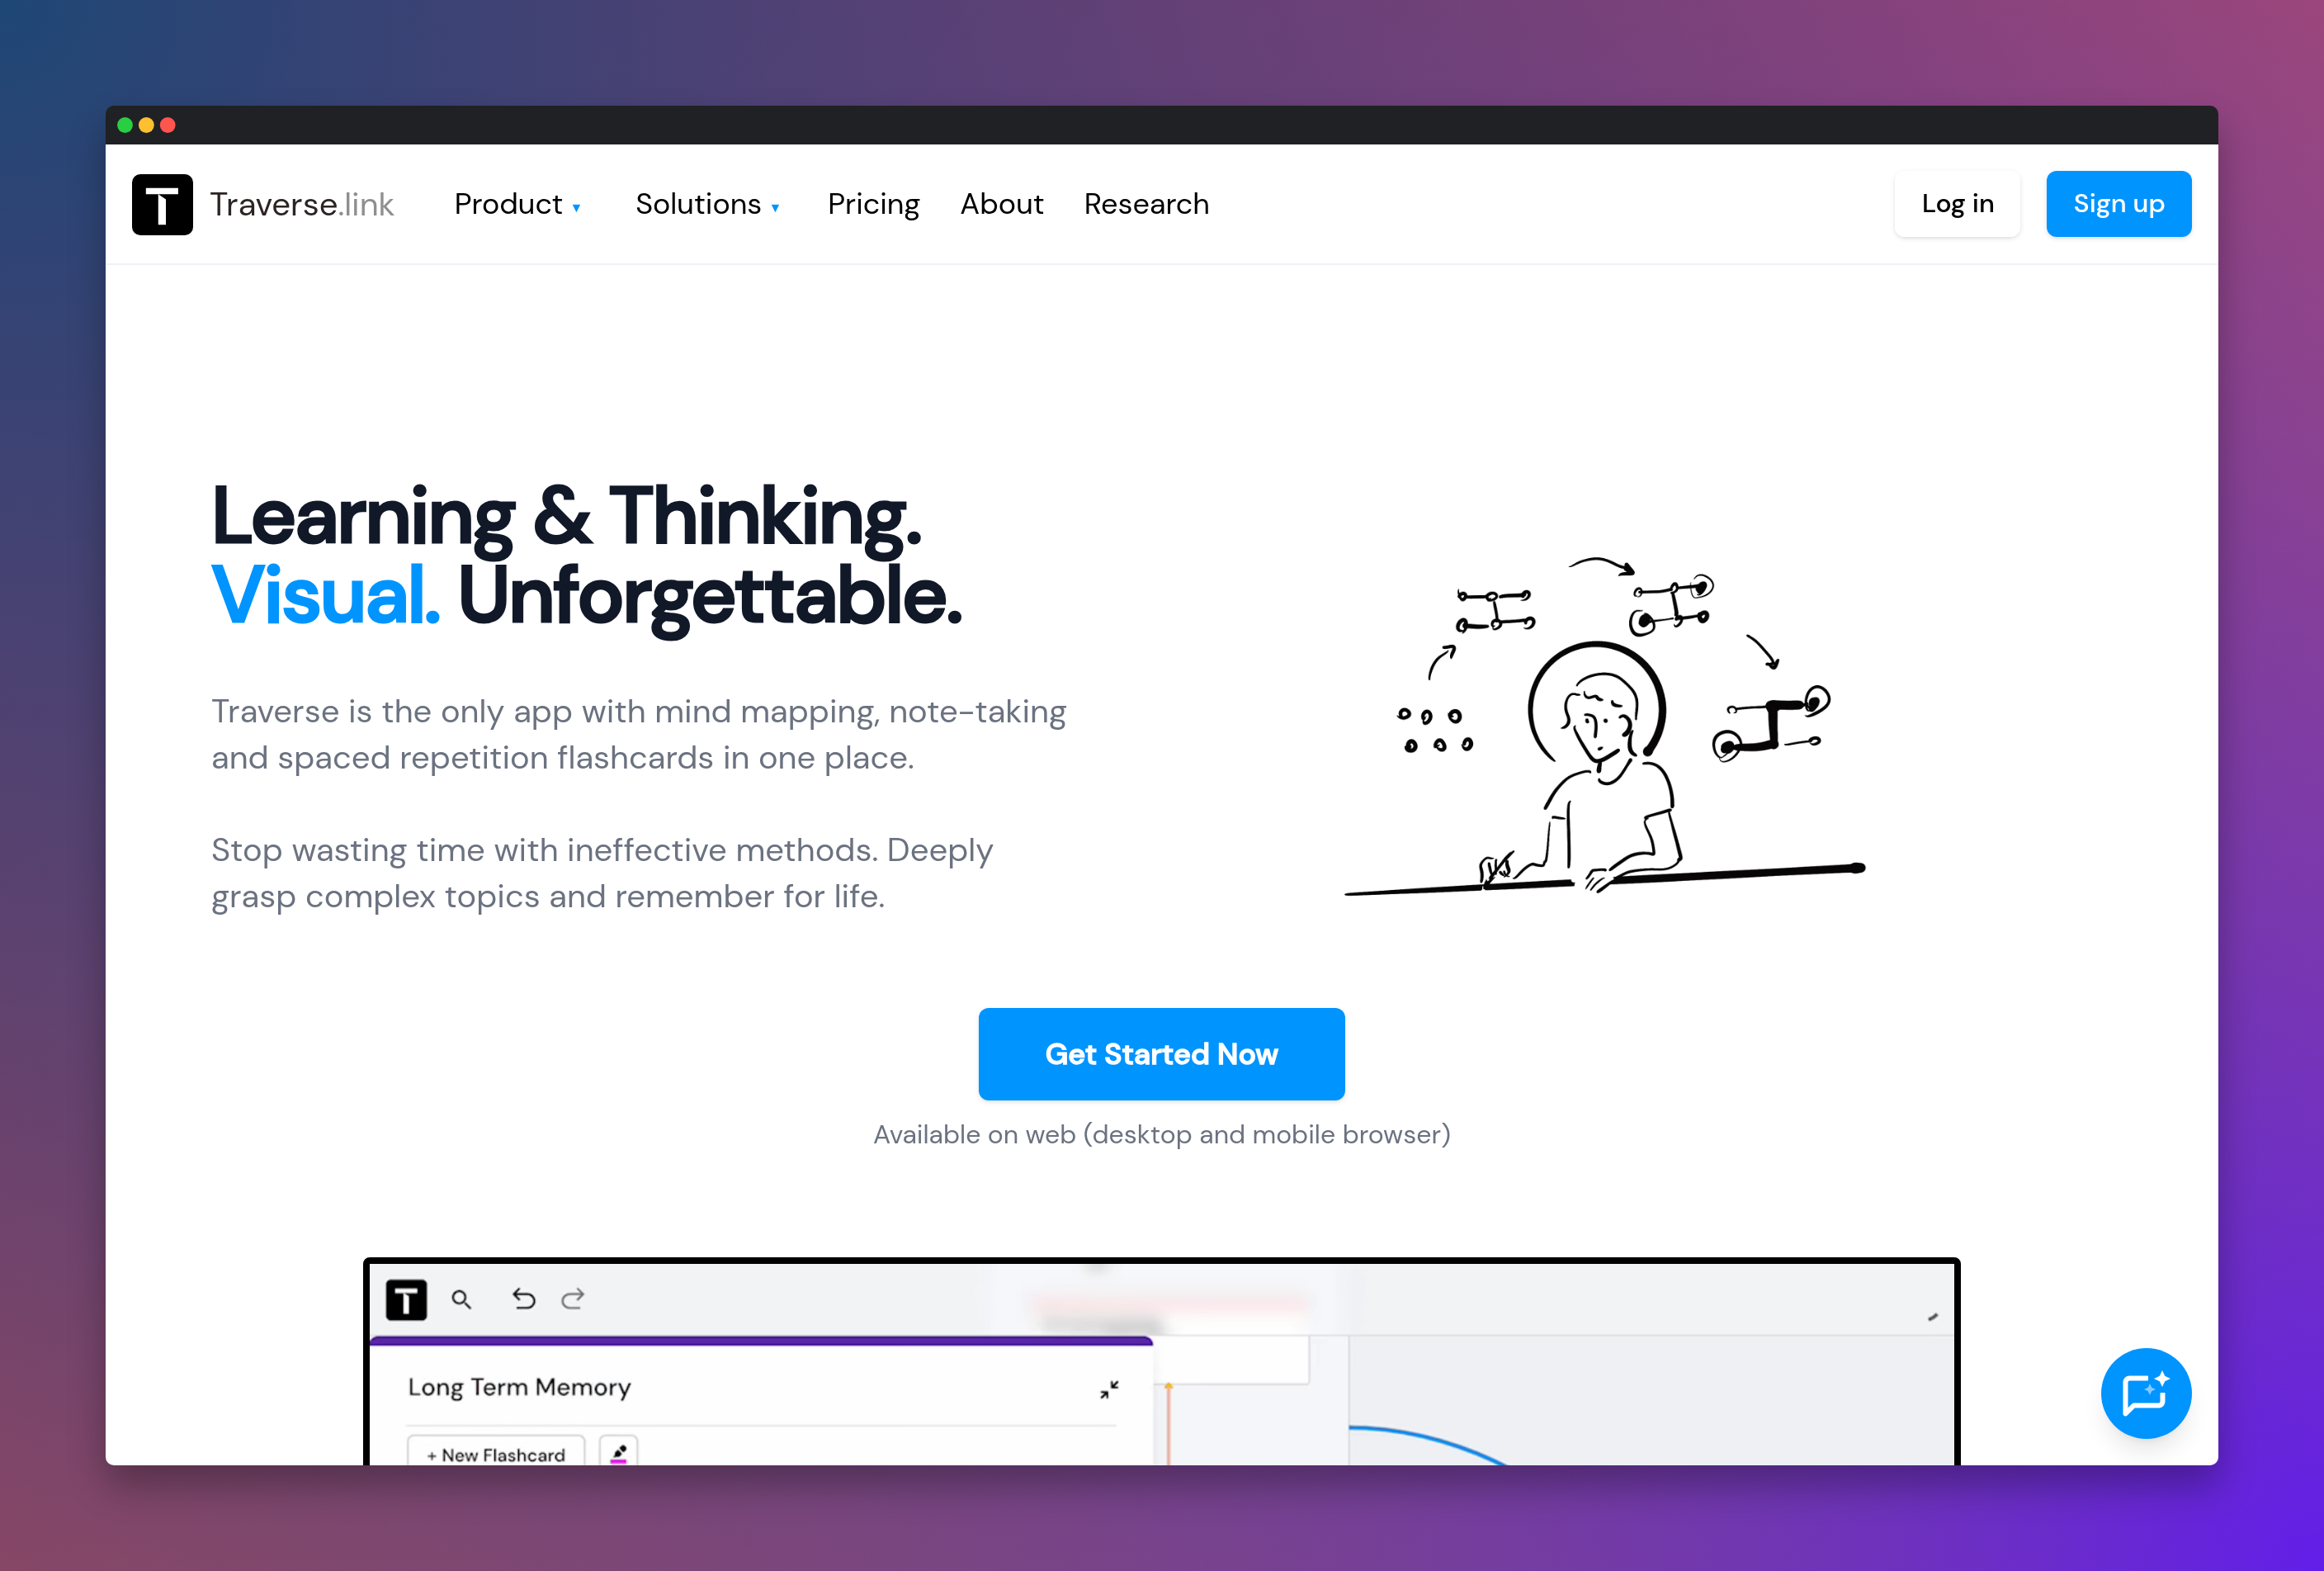 Traverse.link
Product ▾ Solutions ▾ Pricing About Research
Log in Sign up
Learning & Thinking.
Visual. Unforgettable.
Traverse is the only app with mind mapping, note-taking
and spaced repetition flashcards in one place.
Stop wasting time with ineffective methods. Deeply
grasp complex topics and remember for life.
Get Started Now
Available on web (desktop and mobile browser)
Long Term Memory
+ New Flashcard